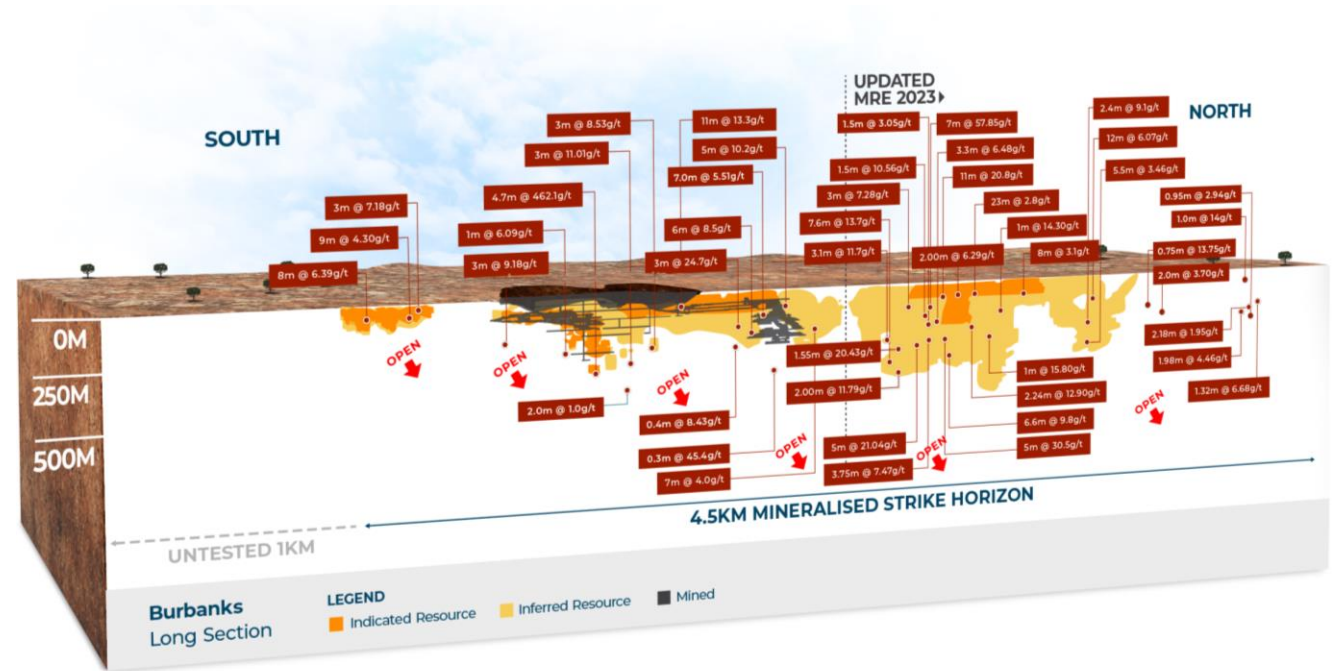 UPDATED
MRE 2023
SOUTH
NORTH
3m @ 8.53g/t
11m @ 13.3g/t
1.5m @ 3.05g/t
7m @ 57.85g/t
2.4m @ 9.1g/t
3m @ 11.01g/t
5m @ 10.2g/t
3.3m @ 6.48g/t
12m @ 6.07g/t
4.7m @ 462.1g/t
7.0m @ 5.51g/t
1.5m @ 10.56g/t
11m @ 20.8g/t
5.5m @ 3.46g/t
3m @ 7.18g/t
3m @ 7.28g/t
23m @ 2.8g/t
0.95m @ 2.94g/t
9m @ 4.30g/t
1m @ 6.09g/t
6m @ 8.5g/t
7.6m @ 13.7g/t
1m @ 14.30g/t
1.0m @ 14g/t
8m @ 6.39g/t
3m @ 9.18g/t
3m @ 24.7g/t
3.1m @ 11.7g/t
2.00m @ 6.29g/t
8m @ 3.1g/t
0.75m @ 13.75g/t
2.0m @ 3.70g/t
0M
OPEN
OPEN
OPEN
1.55m @ 20.43g/t
2.18m @ 1.95g/t
1.98m @ 4.46g/t
250M
2.0m @ 1.0g/t
2.00m @ 11.79g/t
1m @ 15.80g/t
2.24m @ 12.90g/t
1.32m @ 6.68g/t
OPEN
0.4m @ 8.43g/t
6.6m @ 9.8g/t
500M
0.3m @ 45.4g/t
OPEN
5m @ 21.04g/t
OPEN
5m @ 30.5g/t
7m @ 4.0g/t
3.75m @ 7.47g/t
4.5KM MINERALISED STRIKE HORIZON
UNTESTED 1KM
Burbanks
Long Section
LEGEND
Indicated Resource
Inferred Resource
Mined